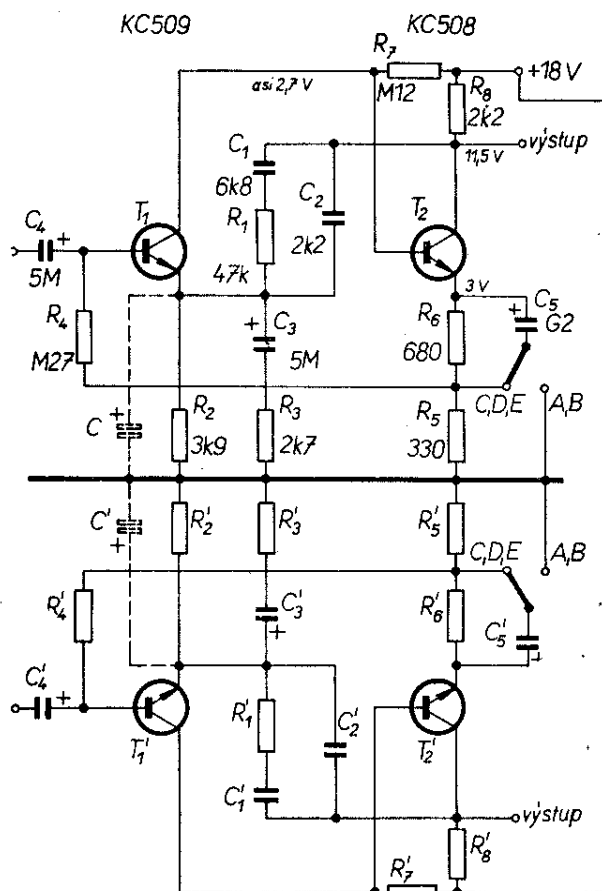 KC509 KC508
R7
+18V
asi 2,7 V
M12
R8
2k2
C1
11,5 V
výstup
6k8
C2
T1
R1
T2
C4
+
2k2
5M
47k
3V
C5
+
C3
+
R6
G2
R4
5M
680
M27
C
+
R2
R3
R5
C,D,E
A,B
3k9
2k7
330
C'
+
R'2
R'3
R'5
C,D,E
A,B
R'4
C'3
+
R'6
C'5
+
C'4
+
T'1
R'1
C'2
T'2
C'1
výstup
R'8
R'7